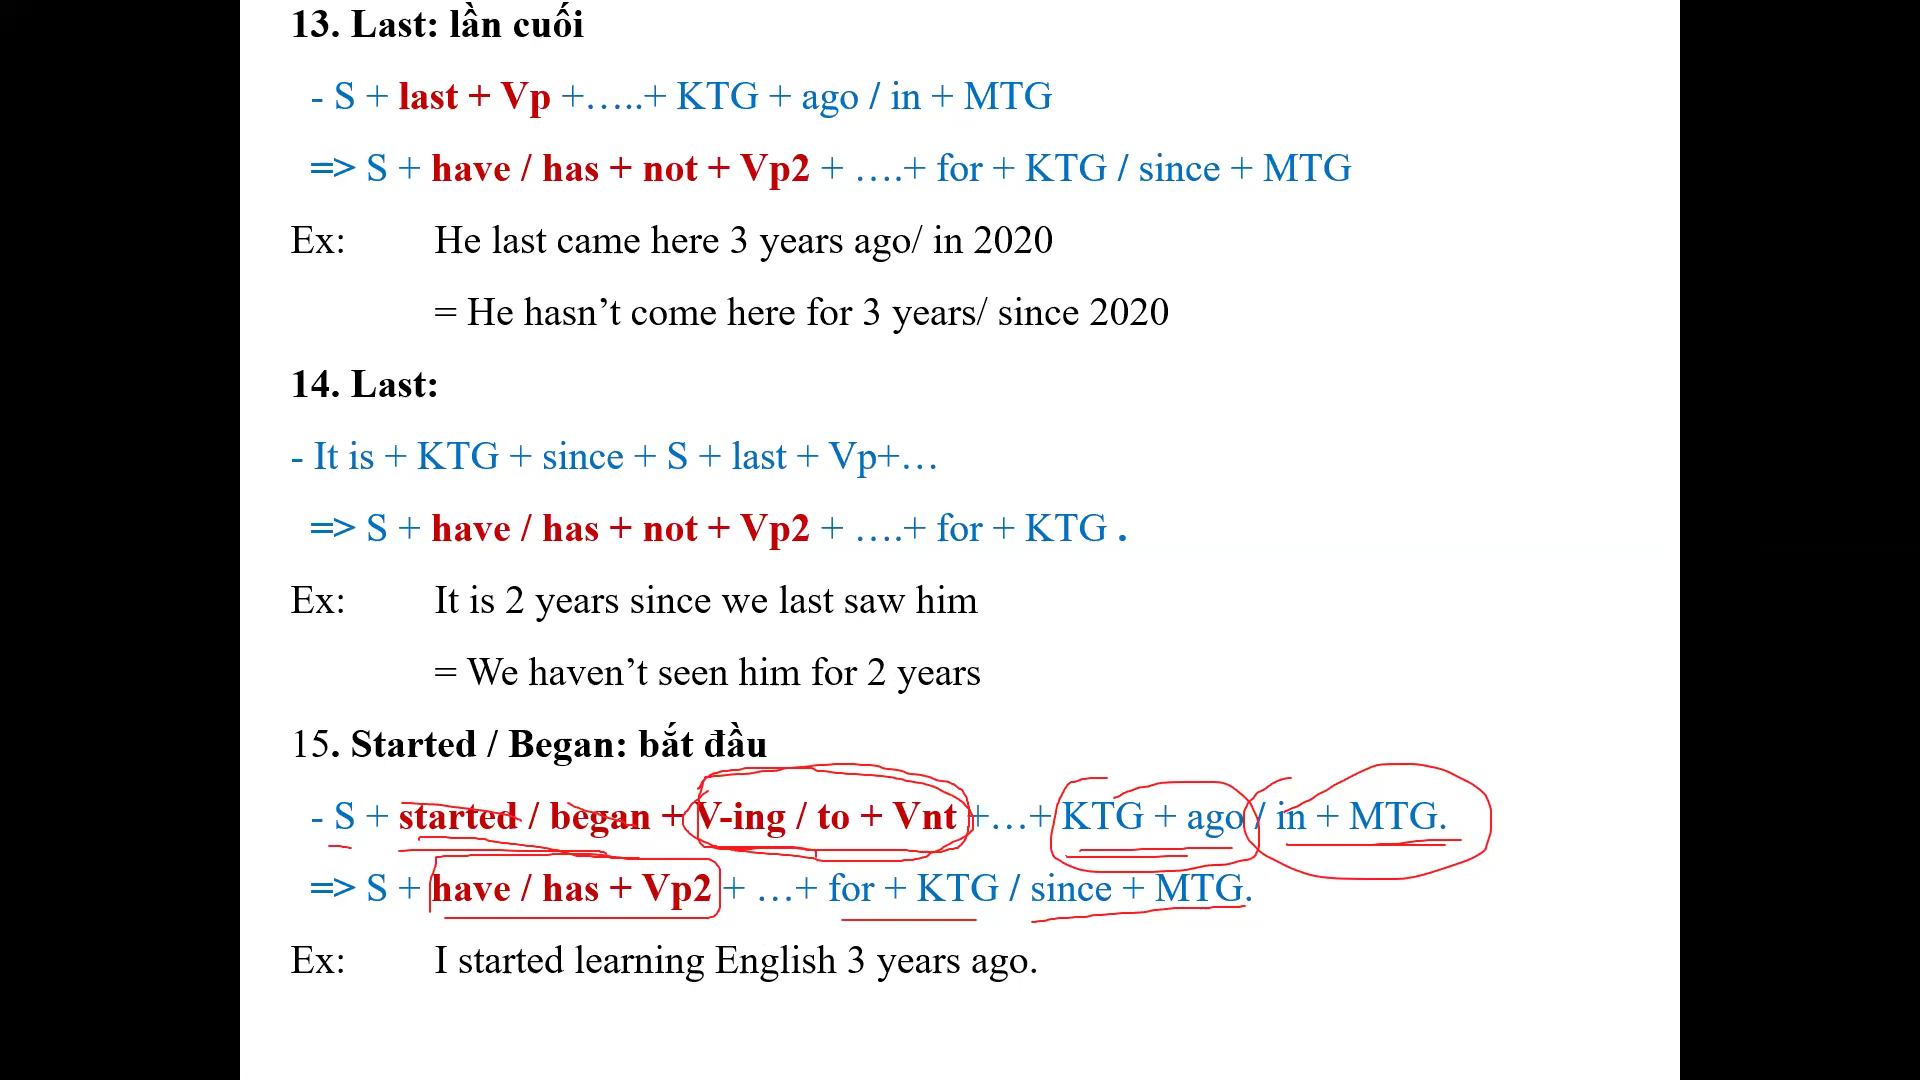 13. Last: lần cuối
- S + last + Vp +…..+ KTG + ago / in + MTG
=> S + have / has + not + Vp2 + ….+ for + KTG / since + MTG
Ex: He last came here 3 years ago/ in 2020
= He hasn’t come here for 3 years/ since 2020
14. Last:
- It is + KTG + since + S + last + Vp+…
=> S + have / has + not + Vp2 + ….+ for + KTG .
Ex: It is 2 years since we last saw him
= We haven’t seen him for 2 years
15. Started / Began: bắt đầu
- S + started / began + V-ing / to + Vnt +…+ KTG + ago / in + MTG.
=> S + have / has + Vp2 + …+ for + KTG / since + MTG.
Ex: I started learning English 3 years ago.